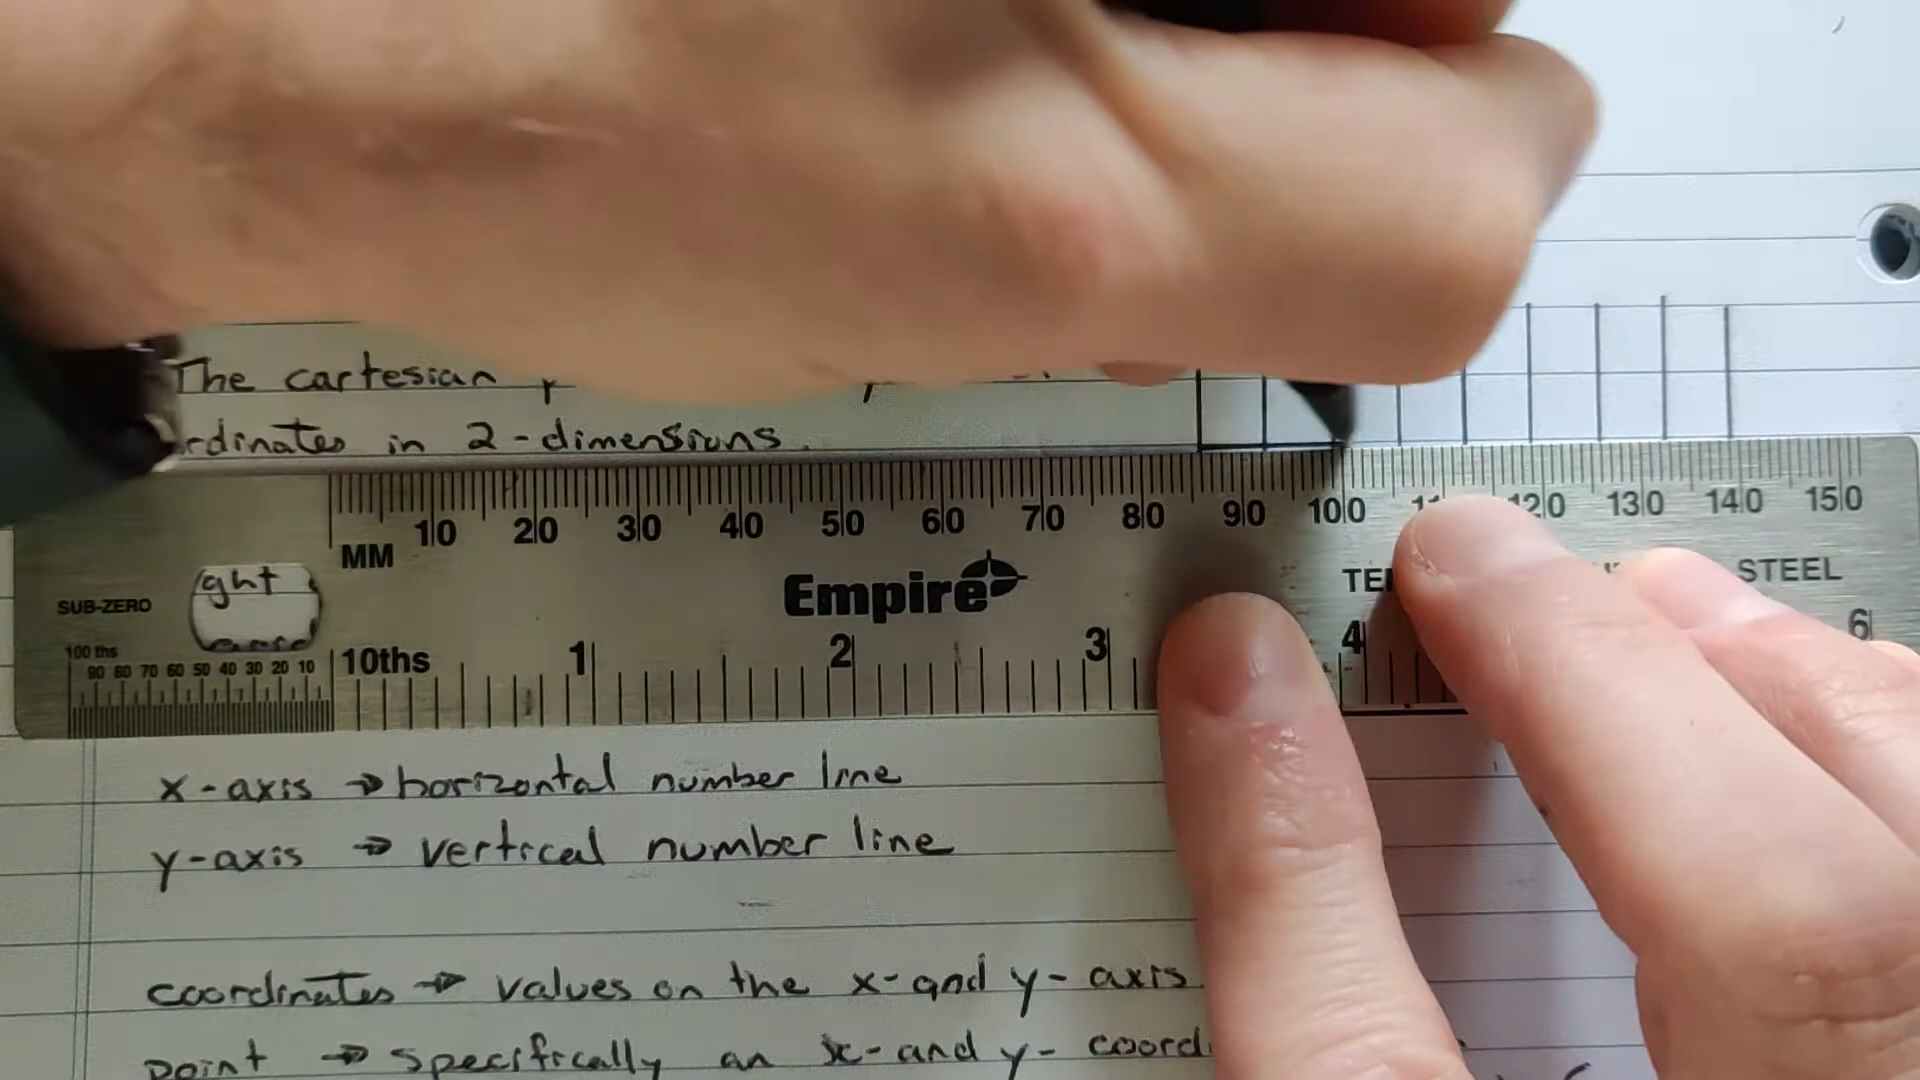 The cartesian
rdinates in 2-dimensions.
10 20 30 40 50 60 70 80 90 100 11 120 130 140 150
MM
Empire
STEEL
SUB-ZERO
ght
100 ths
90 80 70 60 50 40 30 20 10
10ths
1 2 3 4 6
x-axis → horizontal number line
y-axis → vertical number line
coordinates → values on the x- and y-axis
point → specifically an x- and y- coord